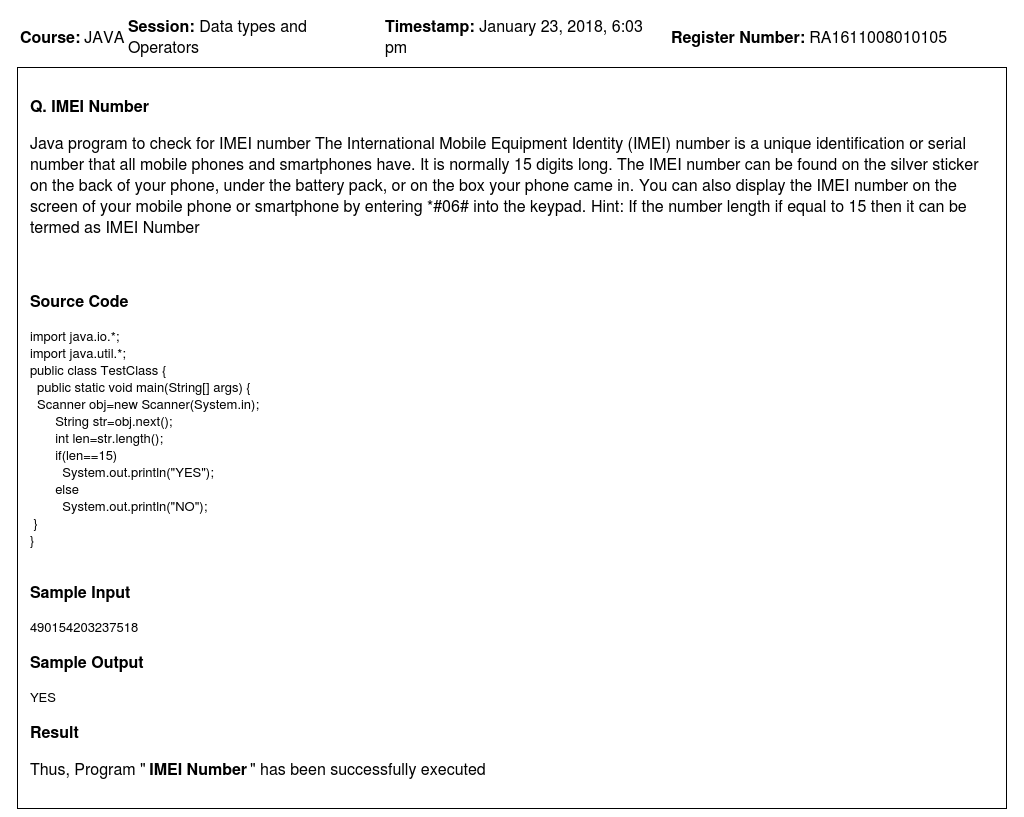 Course: JAVA Session: Data types and Operators Timestamp: January 23, 2018, 6:03 pm Register Number: RA1611008010105
Q. IMEI Number
Java program to check for IMEI number The International Mobile Equipment Identity (IMEI) number is a unique identification or serial
number that all mobile phones and smartphones have. It is normally 15 digits long. The IMEI number can be found on the silver sticker
on the back of your phone, under the battery pack, or on the box your phone came in. You can also display the IMEI number on the
screen of your mobile phone or smartphone by entering *#06# into the keypad. Hint: If the number length if equal to 15 then it can be
termed as IMEI Number
Source Code
import java.io.*;
import java.util.*;
public class TestClass {
public static void main(String[] args) {
Scanner obj=new Scanner(System.in);
String str=obj.next();
int len=str.length();
if(len==15)
System.out.println("YES");
else
System.out.println("NO");
}
}
Sample Input
490154203237518
Sample Output
YES
Result
Thus, Program " IMEI Number " has been successfully executed